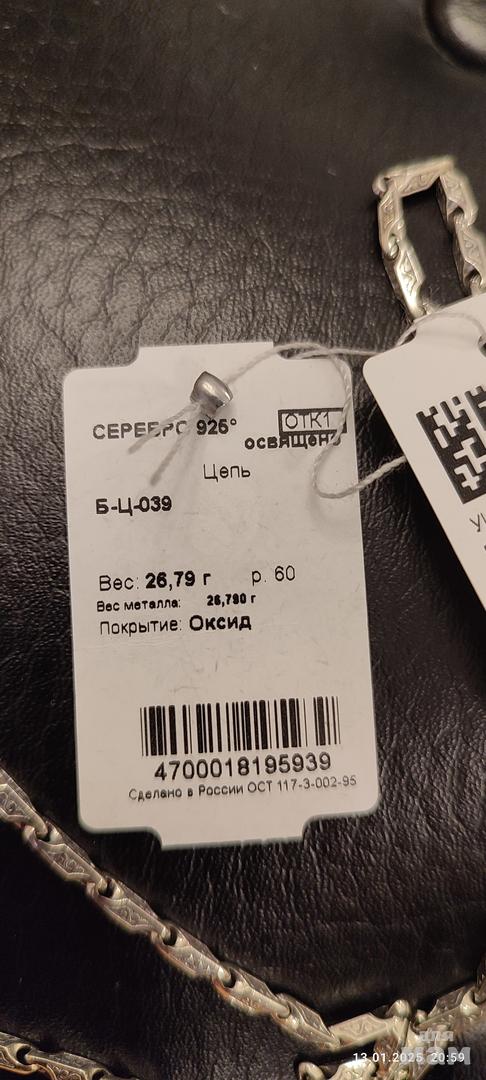 СЕРЕБРО 925° ОТК1
освящено
Цепь
Б-Ц-039
Вес: 26,79 г р. 60
Вес металла: 26,790 г
Покрытие: Оксид
4700018195939
Сделано в России ОСТ 117-3-002-95
для
13.01.2025 20:59